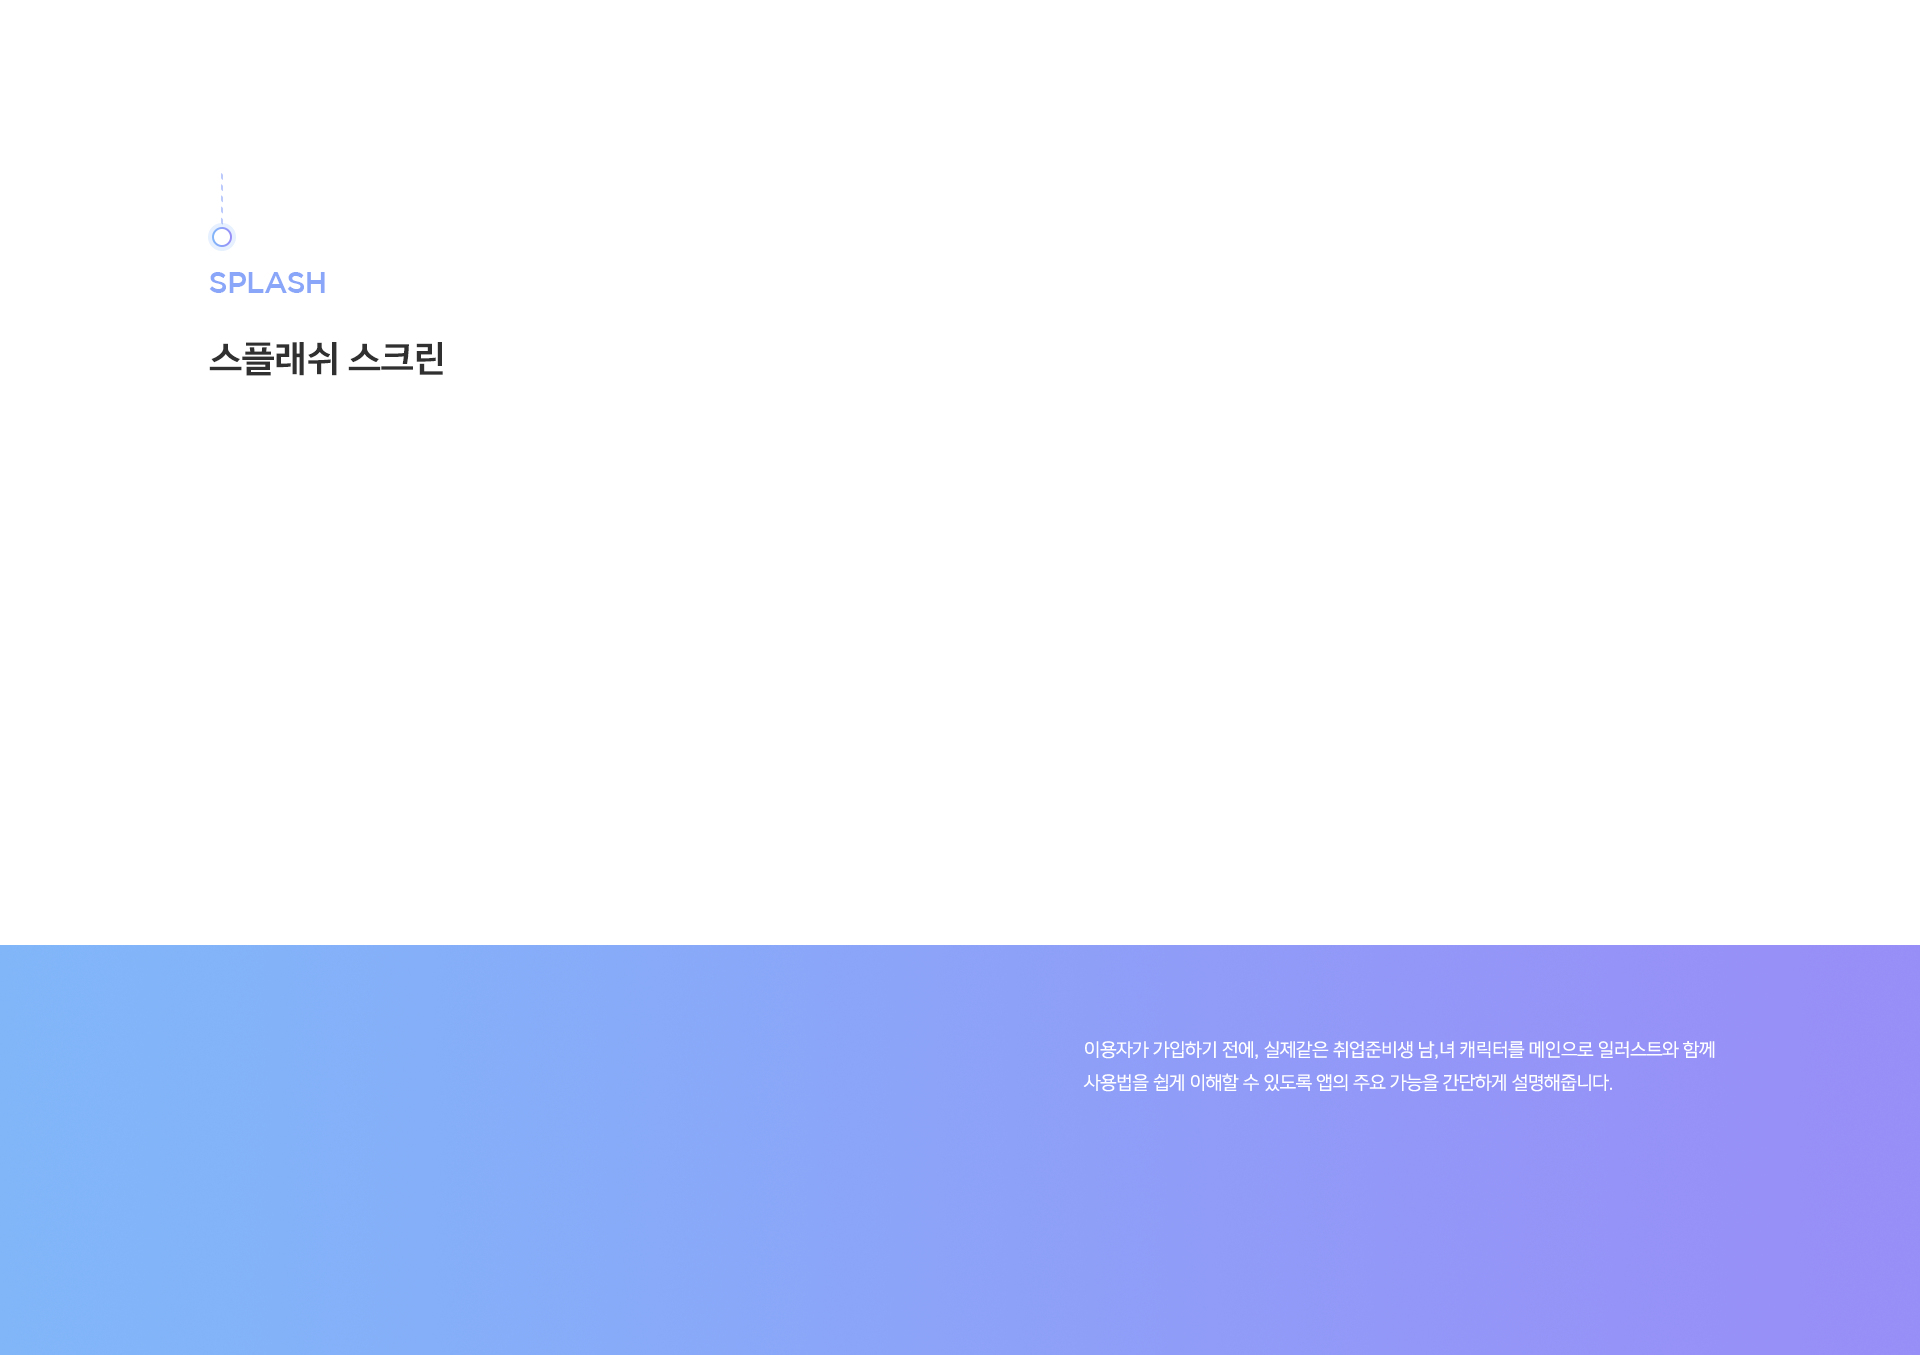 SPLASH
스플래쉬 스크린
이용자가 가입하기 전에, 실제같은 취업준비생 남,녀 캐릭터를 메인으로 일러스트와 함께
사용법을 쉽게 이해할 수 있도록 앱의 주요 가능을 간단하게 설명해줍니다.